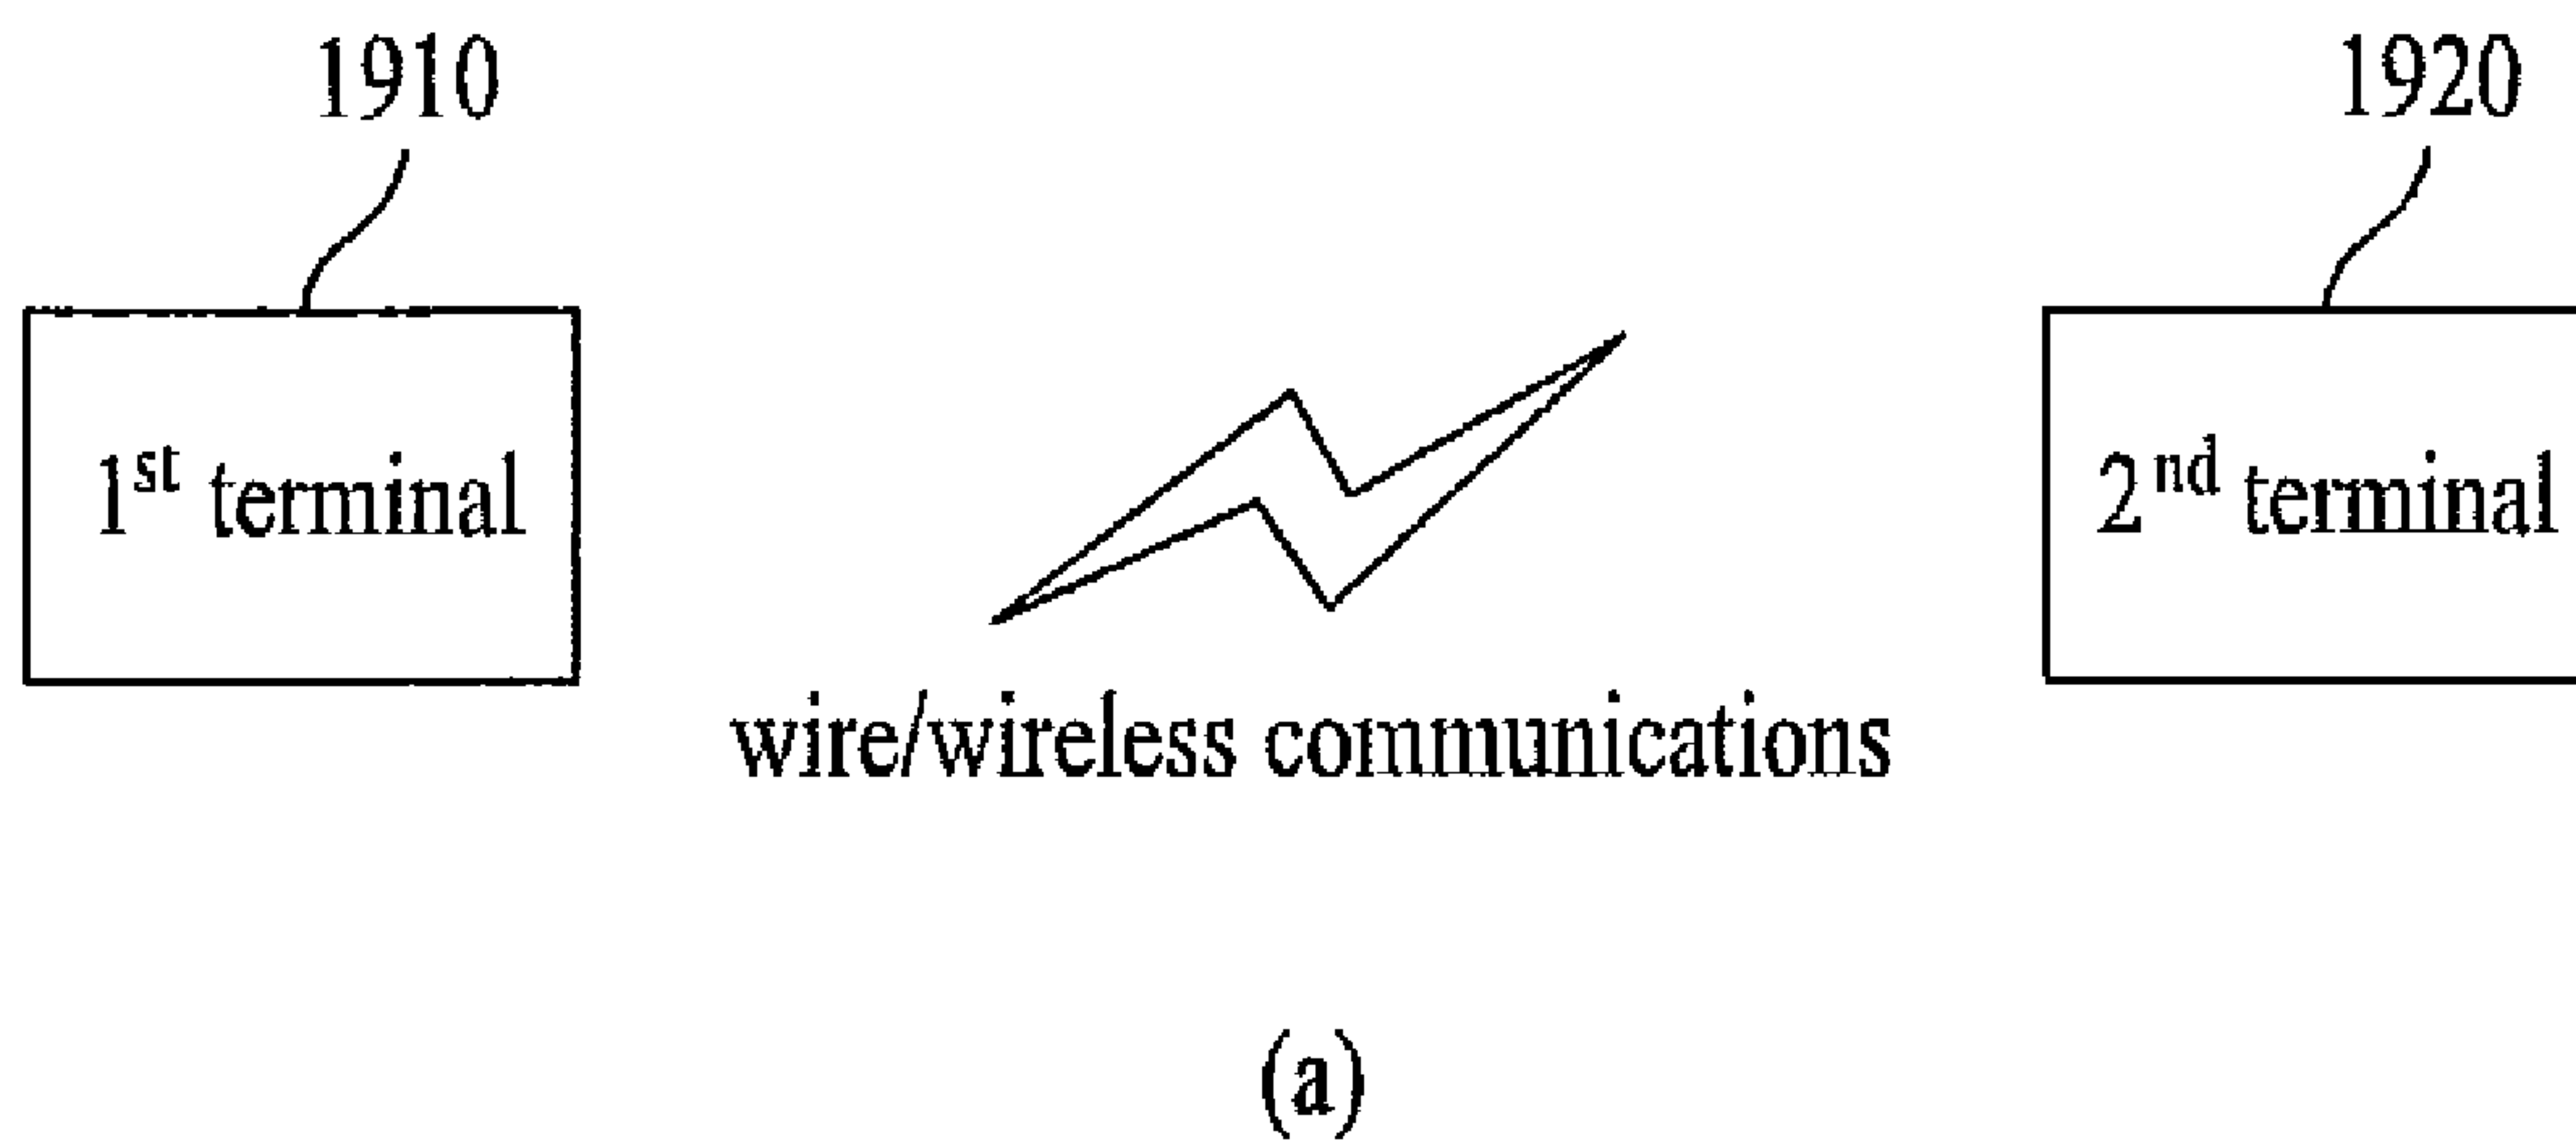 1910
1920
1st terminal
2nd terminal
wire/wireless communications
(a)